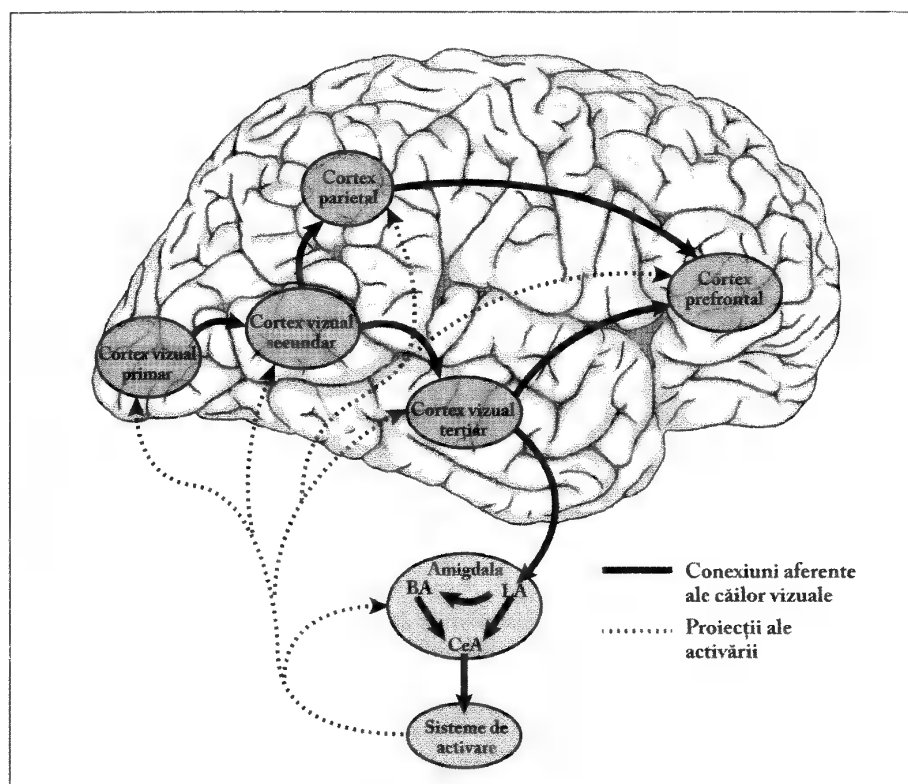 Cortex
parietal
Cortex
prefrontal
Cortex vizual
secundar
Cortex vizual
primar
Cortex vizual
terțiar
Amigdala
BA
LA
CeA
Sisteme de
activare
Conexiuni aferente
ale căilor vizuale
Proiecții ale
activării